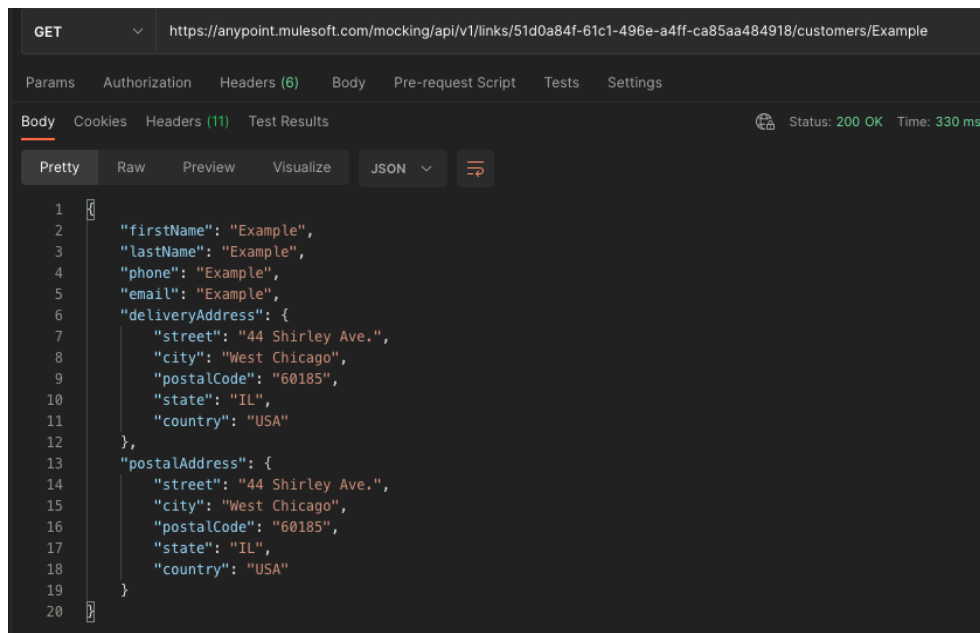 GET https://anypoint.mulesoft.com/mocking/api/v1/links/51d0a84f-61c1-496e-a4ff-ca85aa484918/customers/Example
Params Authorization Headers (6) Body Pre-request Script Tests Settings
Body Cookies Headers (11) Test Results Status: 200 OK Time: 330 ms
Pretty Raw Preview Visualize JSON
1 {
2 "firstName": "Example",
3 "lastName": "Example",
4 "phone": "Example",
5 "email": "Example",
6 "deliveryAddress": {
7 "street": "44 Shirley Ave.",
8 "city": "West Chicago",
9 "postalCode": "60185",
10 "state": "IL",
11 "country": "USA"
12 },
13 "postalAddress": {
14 "street": "44 Shirley Ave.",
15 "city": "West Chicago",
16 "postalCode": "60185",
17 "state": "IL",
18 "country": "USA"
19 }
20 }